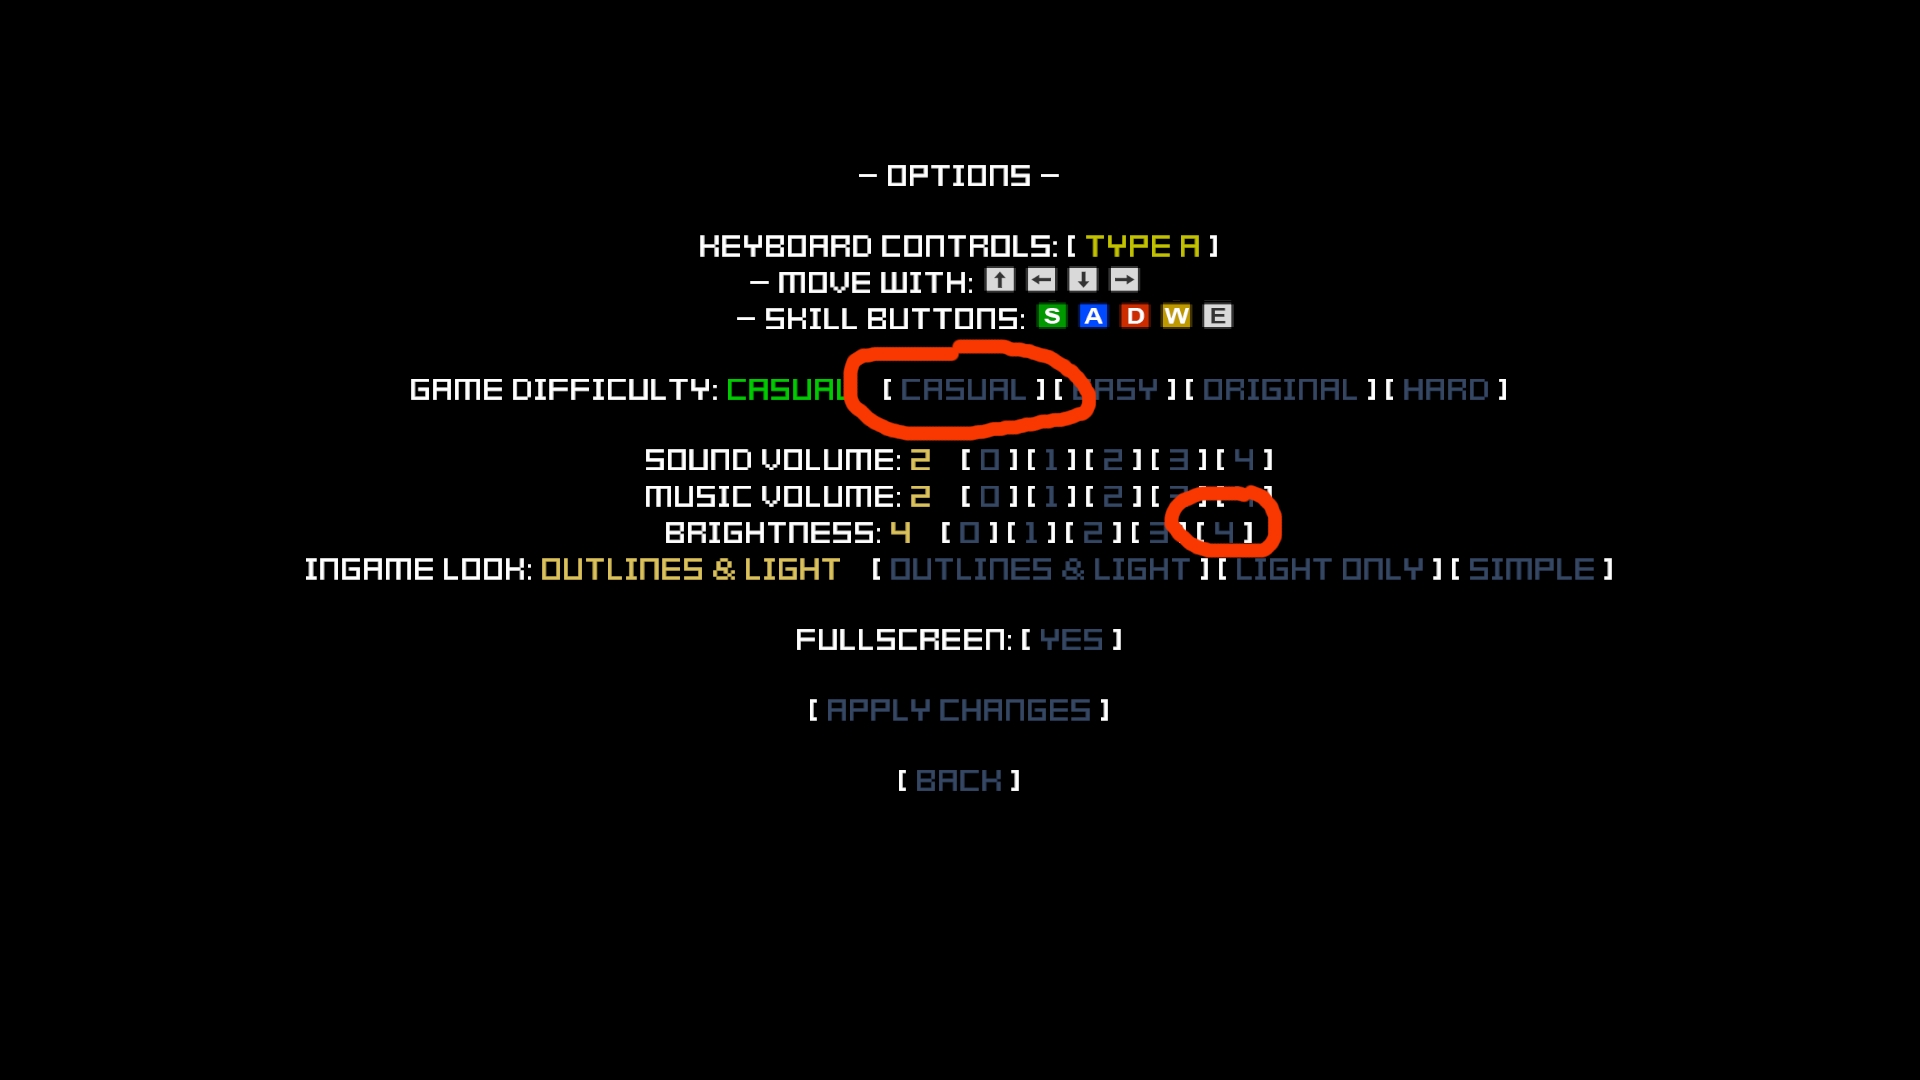 – OPTIONS –
KEYBOARD CONTROLS: [ TYPE A ]
– MOVE WITH: ↑ ← ↓ →
– SKILL BUTTONS: S A D W E
GAME DIFFICULTY: CASUAL [ CASUAL ][ EASY ][ ORIGINAL ][ HARD ]
SOUND VOLUME: 2 [ 0 ][ 1 ][ 2 ][ 3 ][ 4 ]
MUSIC VOLUME: 2 [ 0 ][ 1 ][ 2 ][ 3 ][ 4 ]
BRIGHTNESS: 4 [ 0 ][ 1 ][ 2 ][ 3 ][ 4 ]
INGAME LOOK: OUTLINES & LIGHT [ OUTLINES & LIGHT ][ LIGHT ONLY ][ SIMPLE ]
FULLSCREEN: [ YES ]
[ APPLY CHANGES ]
[ BACK ]